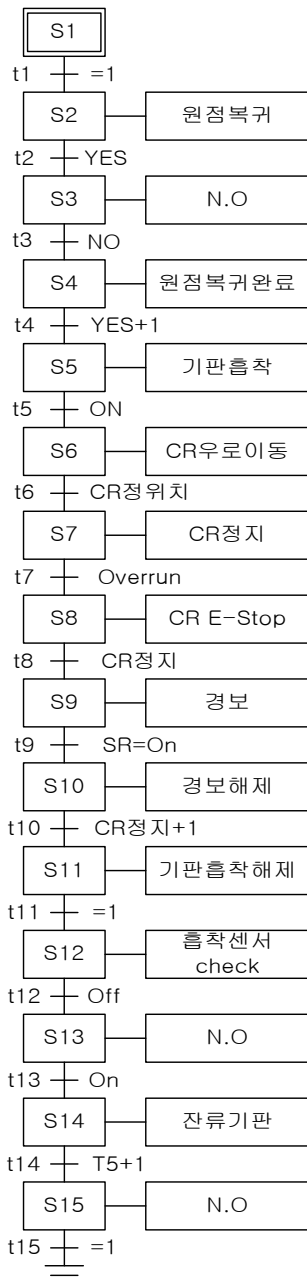 S1
t1 =1
S2 원점복귀
t2 YES
S3 N.O
t3 NO
S4 원점복귀완료
t4 YES+1
S5 기판흡착
t5 ON
S6 CR우로이동
t6 CR정위치
S7 CR정지
t7 Overrun
S8 CR E-Stop
t8 CR정지
S9 경보
t9 SR=On
S10 경보해제
t10 CR정지+1
S11 기판흡착해제
t11 =1
S12 흡착센서
check
t12 Off
S13 N.O
t13 On
S14 잔류기판
t14 T5+1
S15 N.O
t15 =1